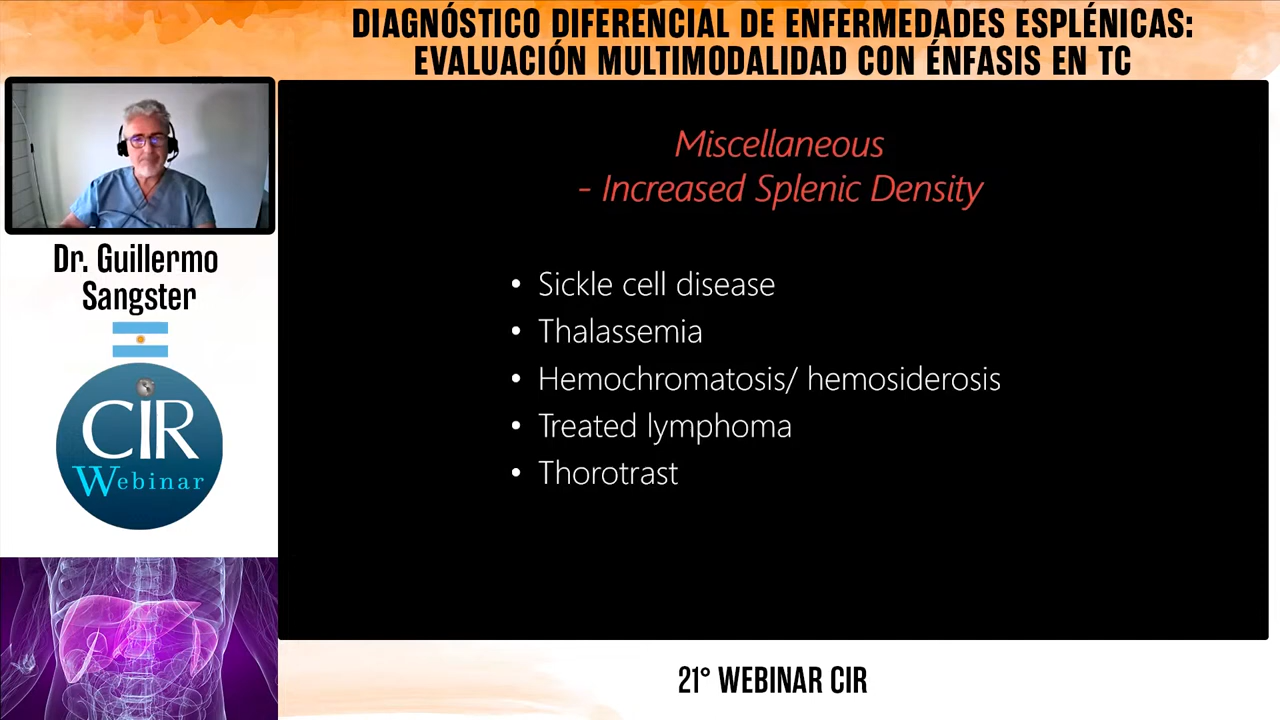 DIAGNÓSTICO DIFERENCIAL DE ENFERMEDADES ESPLÉNICAS:
EVALUACIÓN MULTIMODALIDAD CON ÉNFASIS EN TC
Dr. Guillermo
Sangster
CIR
Webinar
Miscellaneous
- Increased Splenic Density
• Sickle cell disease
• Thalassemia
• Hemochromatosis/ hemosiderosis
• Treated lymphoma
• Thorotrast
21° WEBINAR CIR